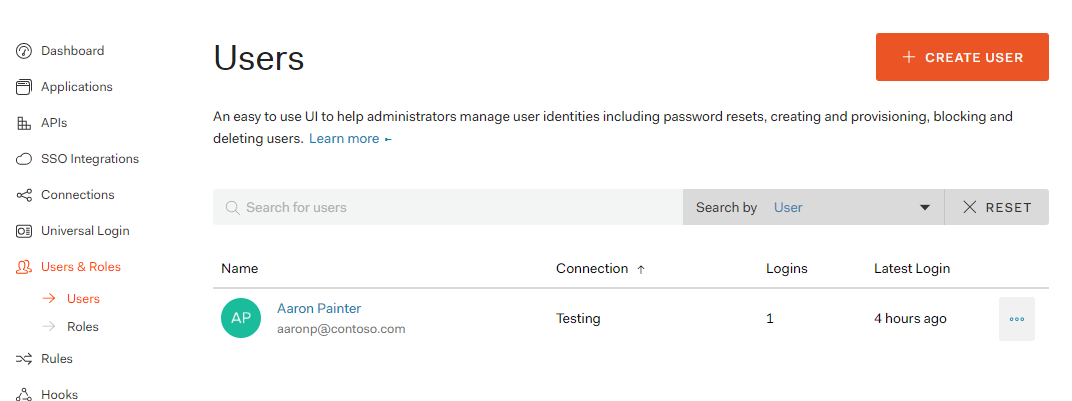 Dashboard
Applications
APIs
SSO Integrations
Connections
Universal Login
Users & Roles
Users
Roles
Rules
Hooks
Users
CREATE USER
An easy to use UI to help administrators manage user identities including password resets, creating and provisioning, blocking and
deleting users. Learn more
Search for users
Search by User
RESET
Name Connection Logins Latest Login
AP
Aaron Painter
aaronp@contoso.com
Testing 1 4 hours ago